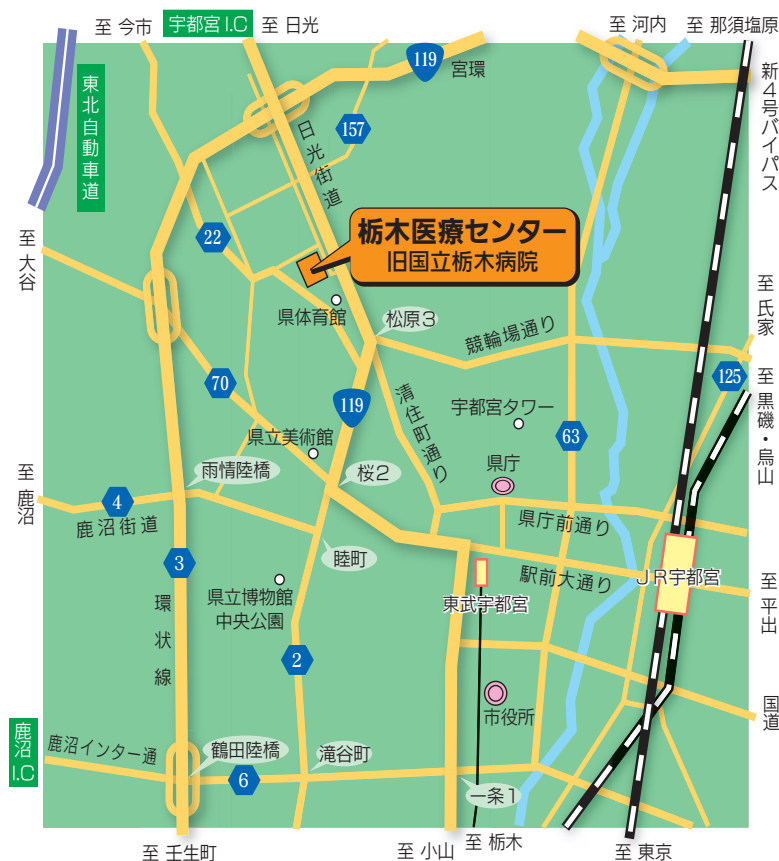 至 今市
宇都宮 I.C
至 日光
至 河内
至 那須塩原
119
宮環
新4号バイパス
東北自動車道
157
日光街道
22
栃木医療センター
旧国立栃木病院
至 大谷
至 氏家
県体育館
松原3
競輪場通り
70
119
125
至 黒磯・烏山
清住町通り
宇都宮タワー
63
県立美術館
県庁
雨情陸橋
桜2
至 鹿沼
4
鹿沼街道
県庁前通り
睦町
3
駅前大通り
JR宇都宮
至 平出
環状線
県立博物館
中央公園
東武宇都宮
2
市役所
国道
鹿沼 I.C
鹿沼インター通
鶴田陸橋
滝谷町
6
一条1
至 壬生町
至 小山
至 栃木
至 東京